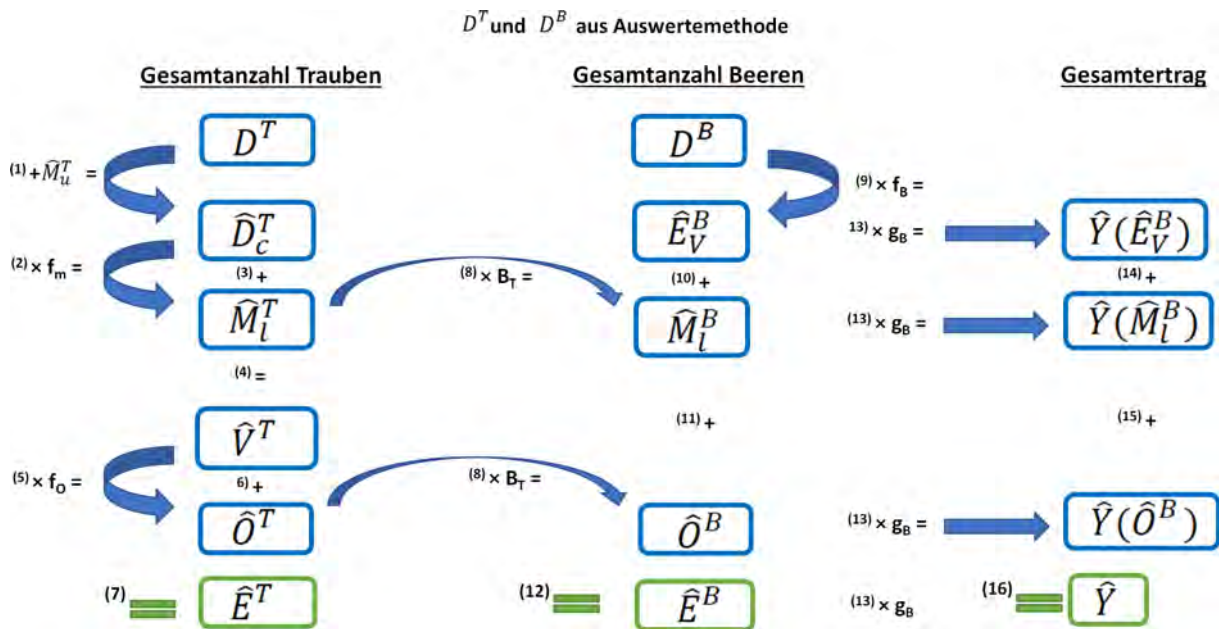 D^T und D^B aus Auswertemethode
Gesamtanzahl Trauben
Gesamtanzahl Beeren
Gesamtertrag
D^T
D^B
(1) + M̂_u^T =
(9) × f_B =
D̂_c^T
Ê_V^B
13) × g_B =
Ŷ(Ê_V^B)
(2) × f_m =
(3) +
(8) × B_T =
(10) +
(14) +
M̂_l^T
M̂_l^B
(13) × g_B =
Ŷ(M̂_l^B)
(4) =
(11) +
(15) +
V̂^T
(5) × f_O =
6) +
(8) × B_T =
Ô^T
Ô^B
(13) × g_B =
Ŷ(Ô^B)
(7) =
Ê^T
(12) =
Ê^B
(13) × g_B
(16) =
Ŷ